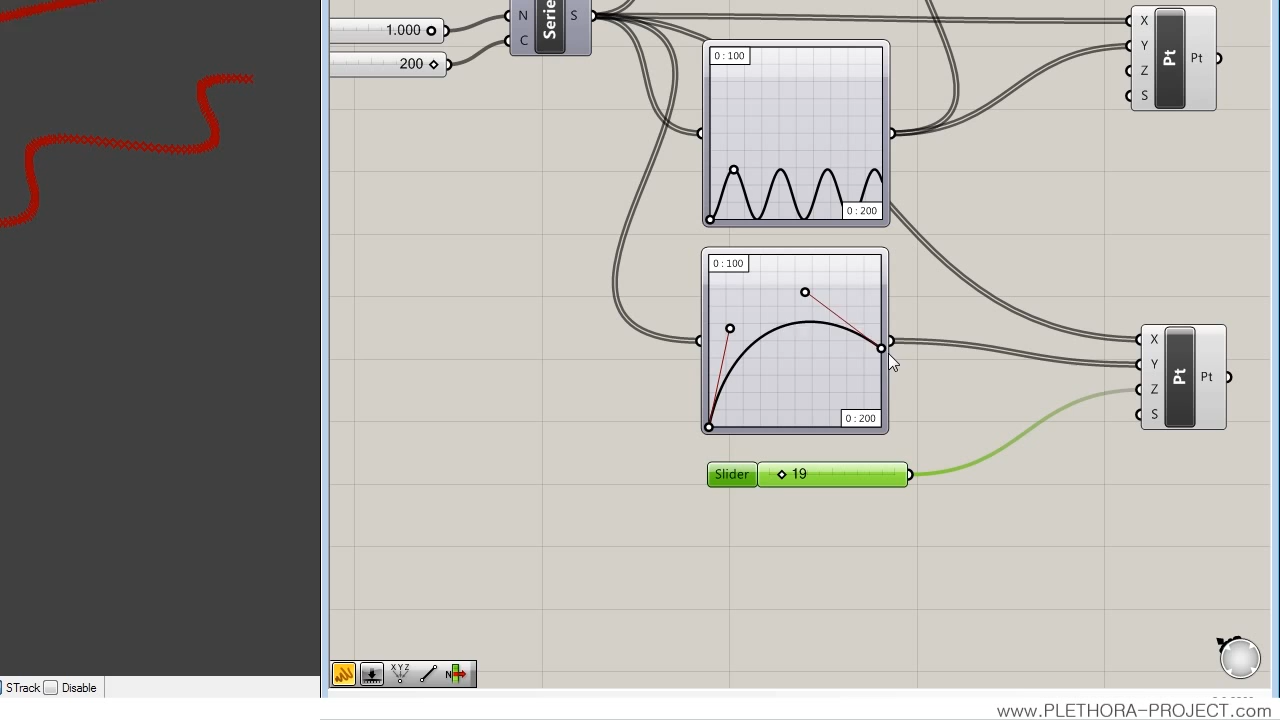 1.000
N
C
Serie
S
200
0 : 100
0 : 200
X
Y
Z
S
Pt
Pt
0 : 100
0 : 200
X
Y
Z
S
Pt
Pt
Slider
19
X Y Z
N
STrack
Disable
www.PLETHORA-PROJECT.com